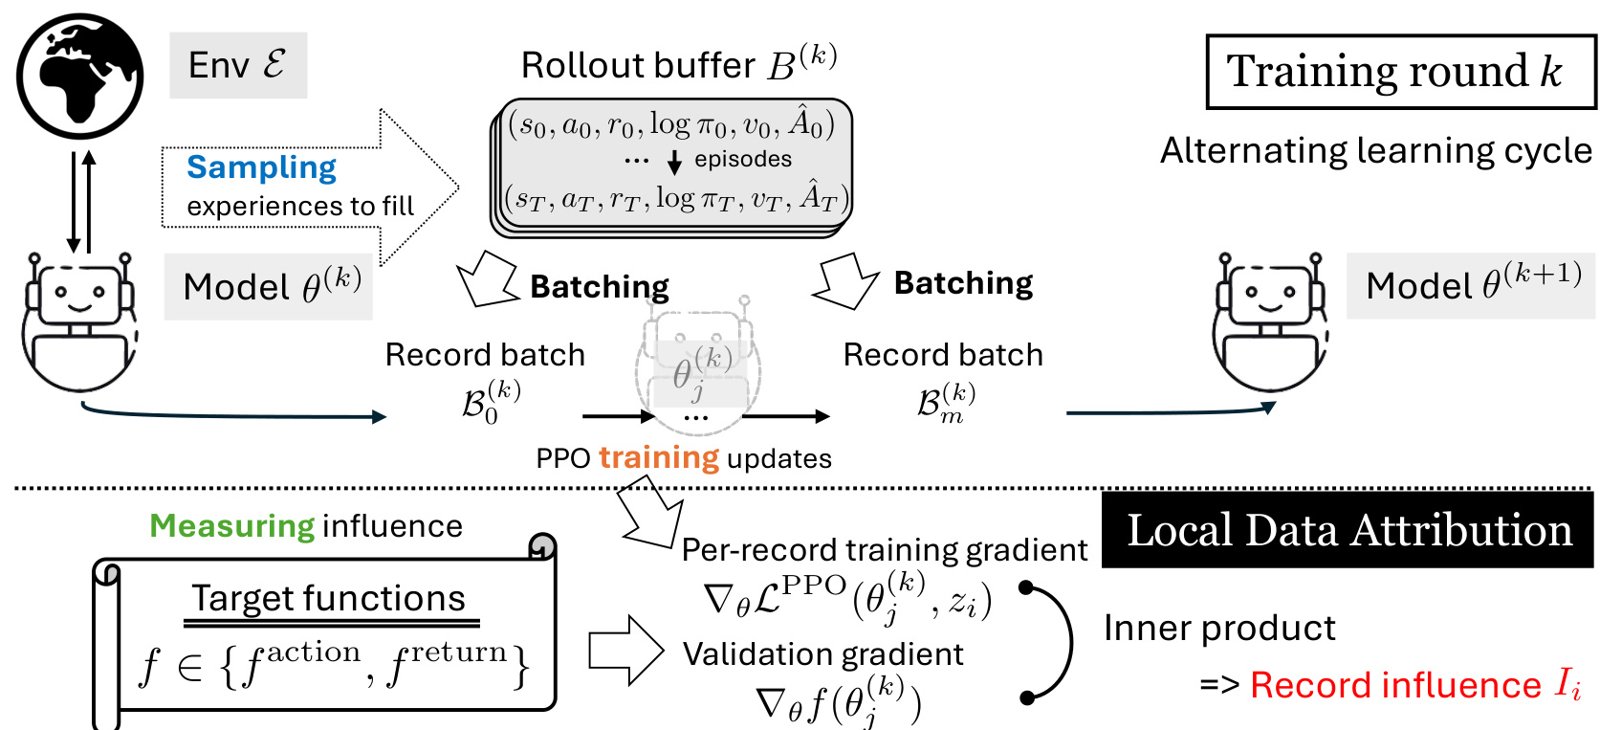 Env ℰ
Rollout buffer B^(k)
Training round k
(s_0, a_0, r_0, log π_0, v_0, Â_0)
... episodes
(s_T, a_T, r_T, log π_T, v_T, Â_T)
Alternating learning cycle
Sampling
experiences to fill
Model θ^(k)
Batching
Batching
Model θ^(k+1)
Record batch
ℬ_0^(k)
θ_j^(k)
...
Record batch
ℬ_m^(k)
PPO training updates
Measuring influence
Target functions
f ∈ {f^action, f^return}
Local Data Attribution
Per-record training gradient
∇_θ ℒ^PPO(θ_j^(k), z_i)
Validation gradient
∇_θ f(θ_j^(k))
Inner product
=> Record influence I_i